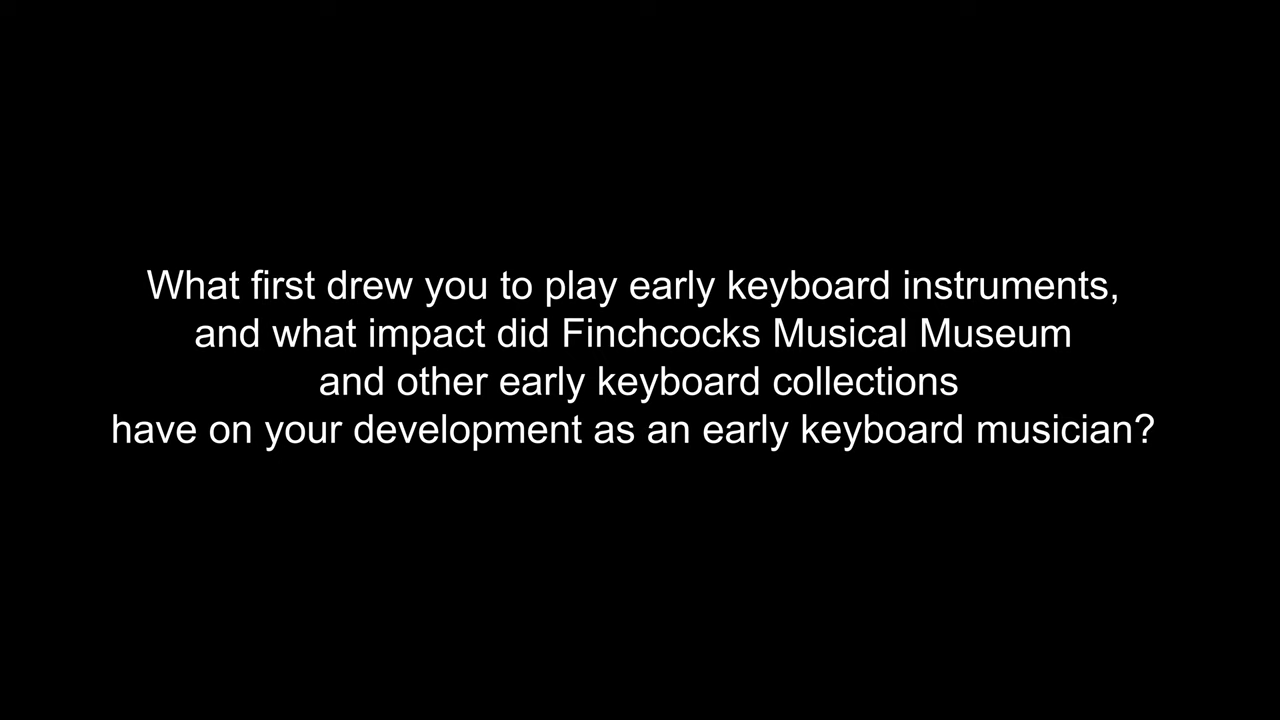 What first drew you to play early keyboard instruments,
and what impact did Finchcocks Musical Museum
and other early keyboard collections
have on your development as an early keyboard musician?